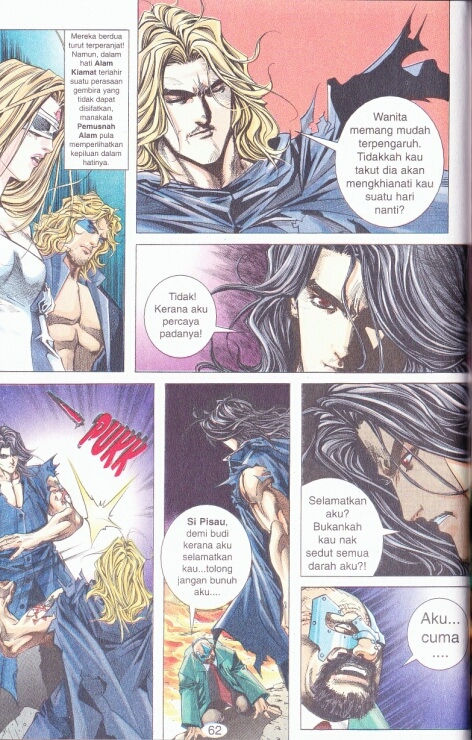 Mereka berdua
turut terperanjat!
Namun, dalam
hati Alam
Kiamat terlahir
suatu perasaan
gembira yang
tidak dapat
disifatkan,
manakala
Pemusnah
Alam pula
memperlihatkan
kepiluan dalam
hatinya.
Wanita
memang mudah
terpengaruh.
Tidakkah kau
takut dia akan
mengkhianati kau
suatu hari
nanti?
Tidak!
Kerana aku
percaya
padanya!
PUKK
Si Pisau,
demi budi
kerana aku
selamatkan
kau...tolong
jangan bunuh
aku....
Selamatkan
aku?
Bukankah
kau nak
sedut semua
darah aku?!
Aku...
cuma
....
62